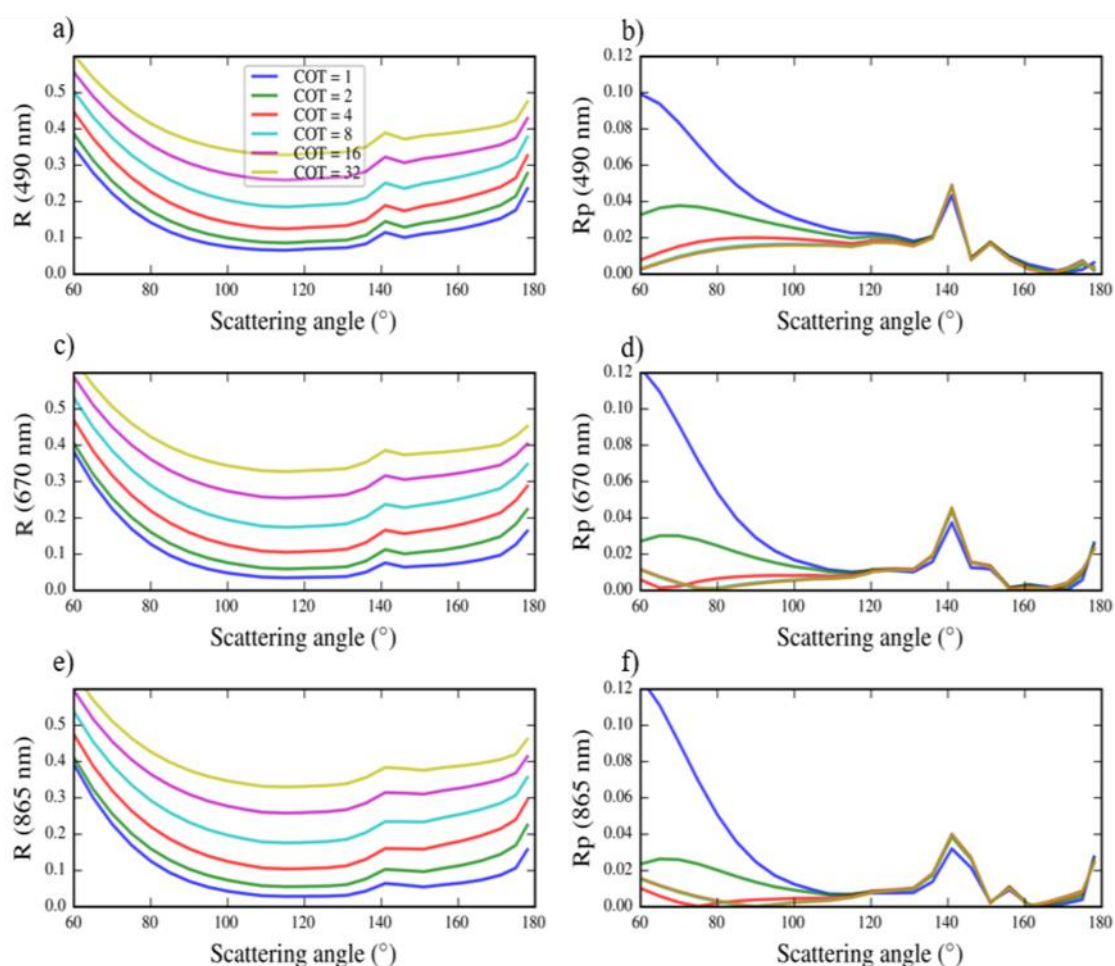 a)
R (490 nm)
0.5
0.4
0.3
0.2
0.1
0.0
COT = 1
COT = 2
COT = 4
COT = 8
COT = 16
COT = 32
60 80 100 120 140 160 180
Scattering angle (°)
b)
Rp (490 nm)
0.12
0.10
0.08
0.06
0.04
0.02
0.00
60 80 100 120 140 160 180
Scattering angle (°)
c)
R (670 nm)
0.5
0.4
0.3
0.2
0.1
0.0
60 80 100 120 140 160 180
Scattering angle (°)
d)
Rp (670 nm)
0.12
0.10
0.08
0.06
0.04
0.02
0.00
60 80 100 120 140 160 180
Scattering angle (°)
e)
R (865 nm)
0.5
0.4
0.3
0.2
0.1
0.0
60 80 100 120 140 160 180
Scattering angle (°)
f)
Rp (865 nm)
0.12
0.10
0.08
0.06
0.04
0.02
0.00
60 80 100 120 140 160 180
Scattering angle (°)